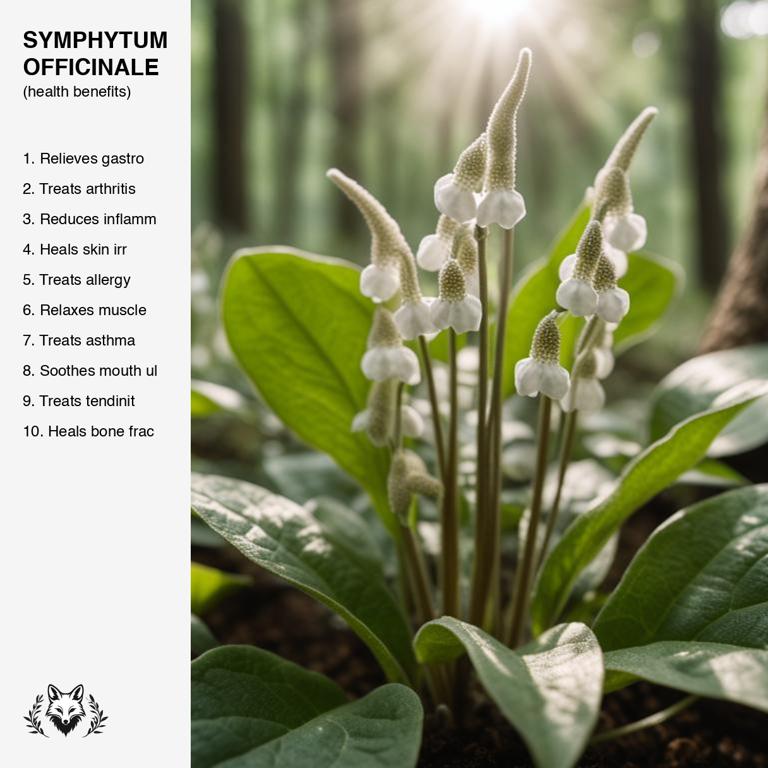 SYMPHYTUM
OFFICINALE
(health benefits)
1. Relieves gastro
2. Treats arthritis
3. Reduces inflamm
4. Heals skin irr
5. Treats allergy
6. Relaxes muscle
7. Treats asthma
8. Soothes mouth ul
9. Treats tendinit
10. Heals bone frac